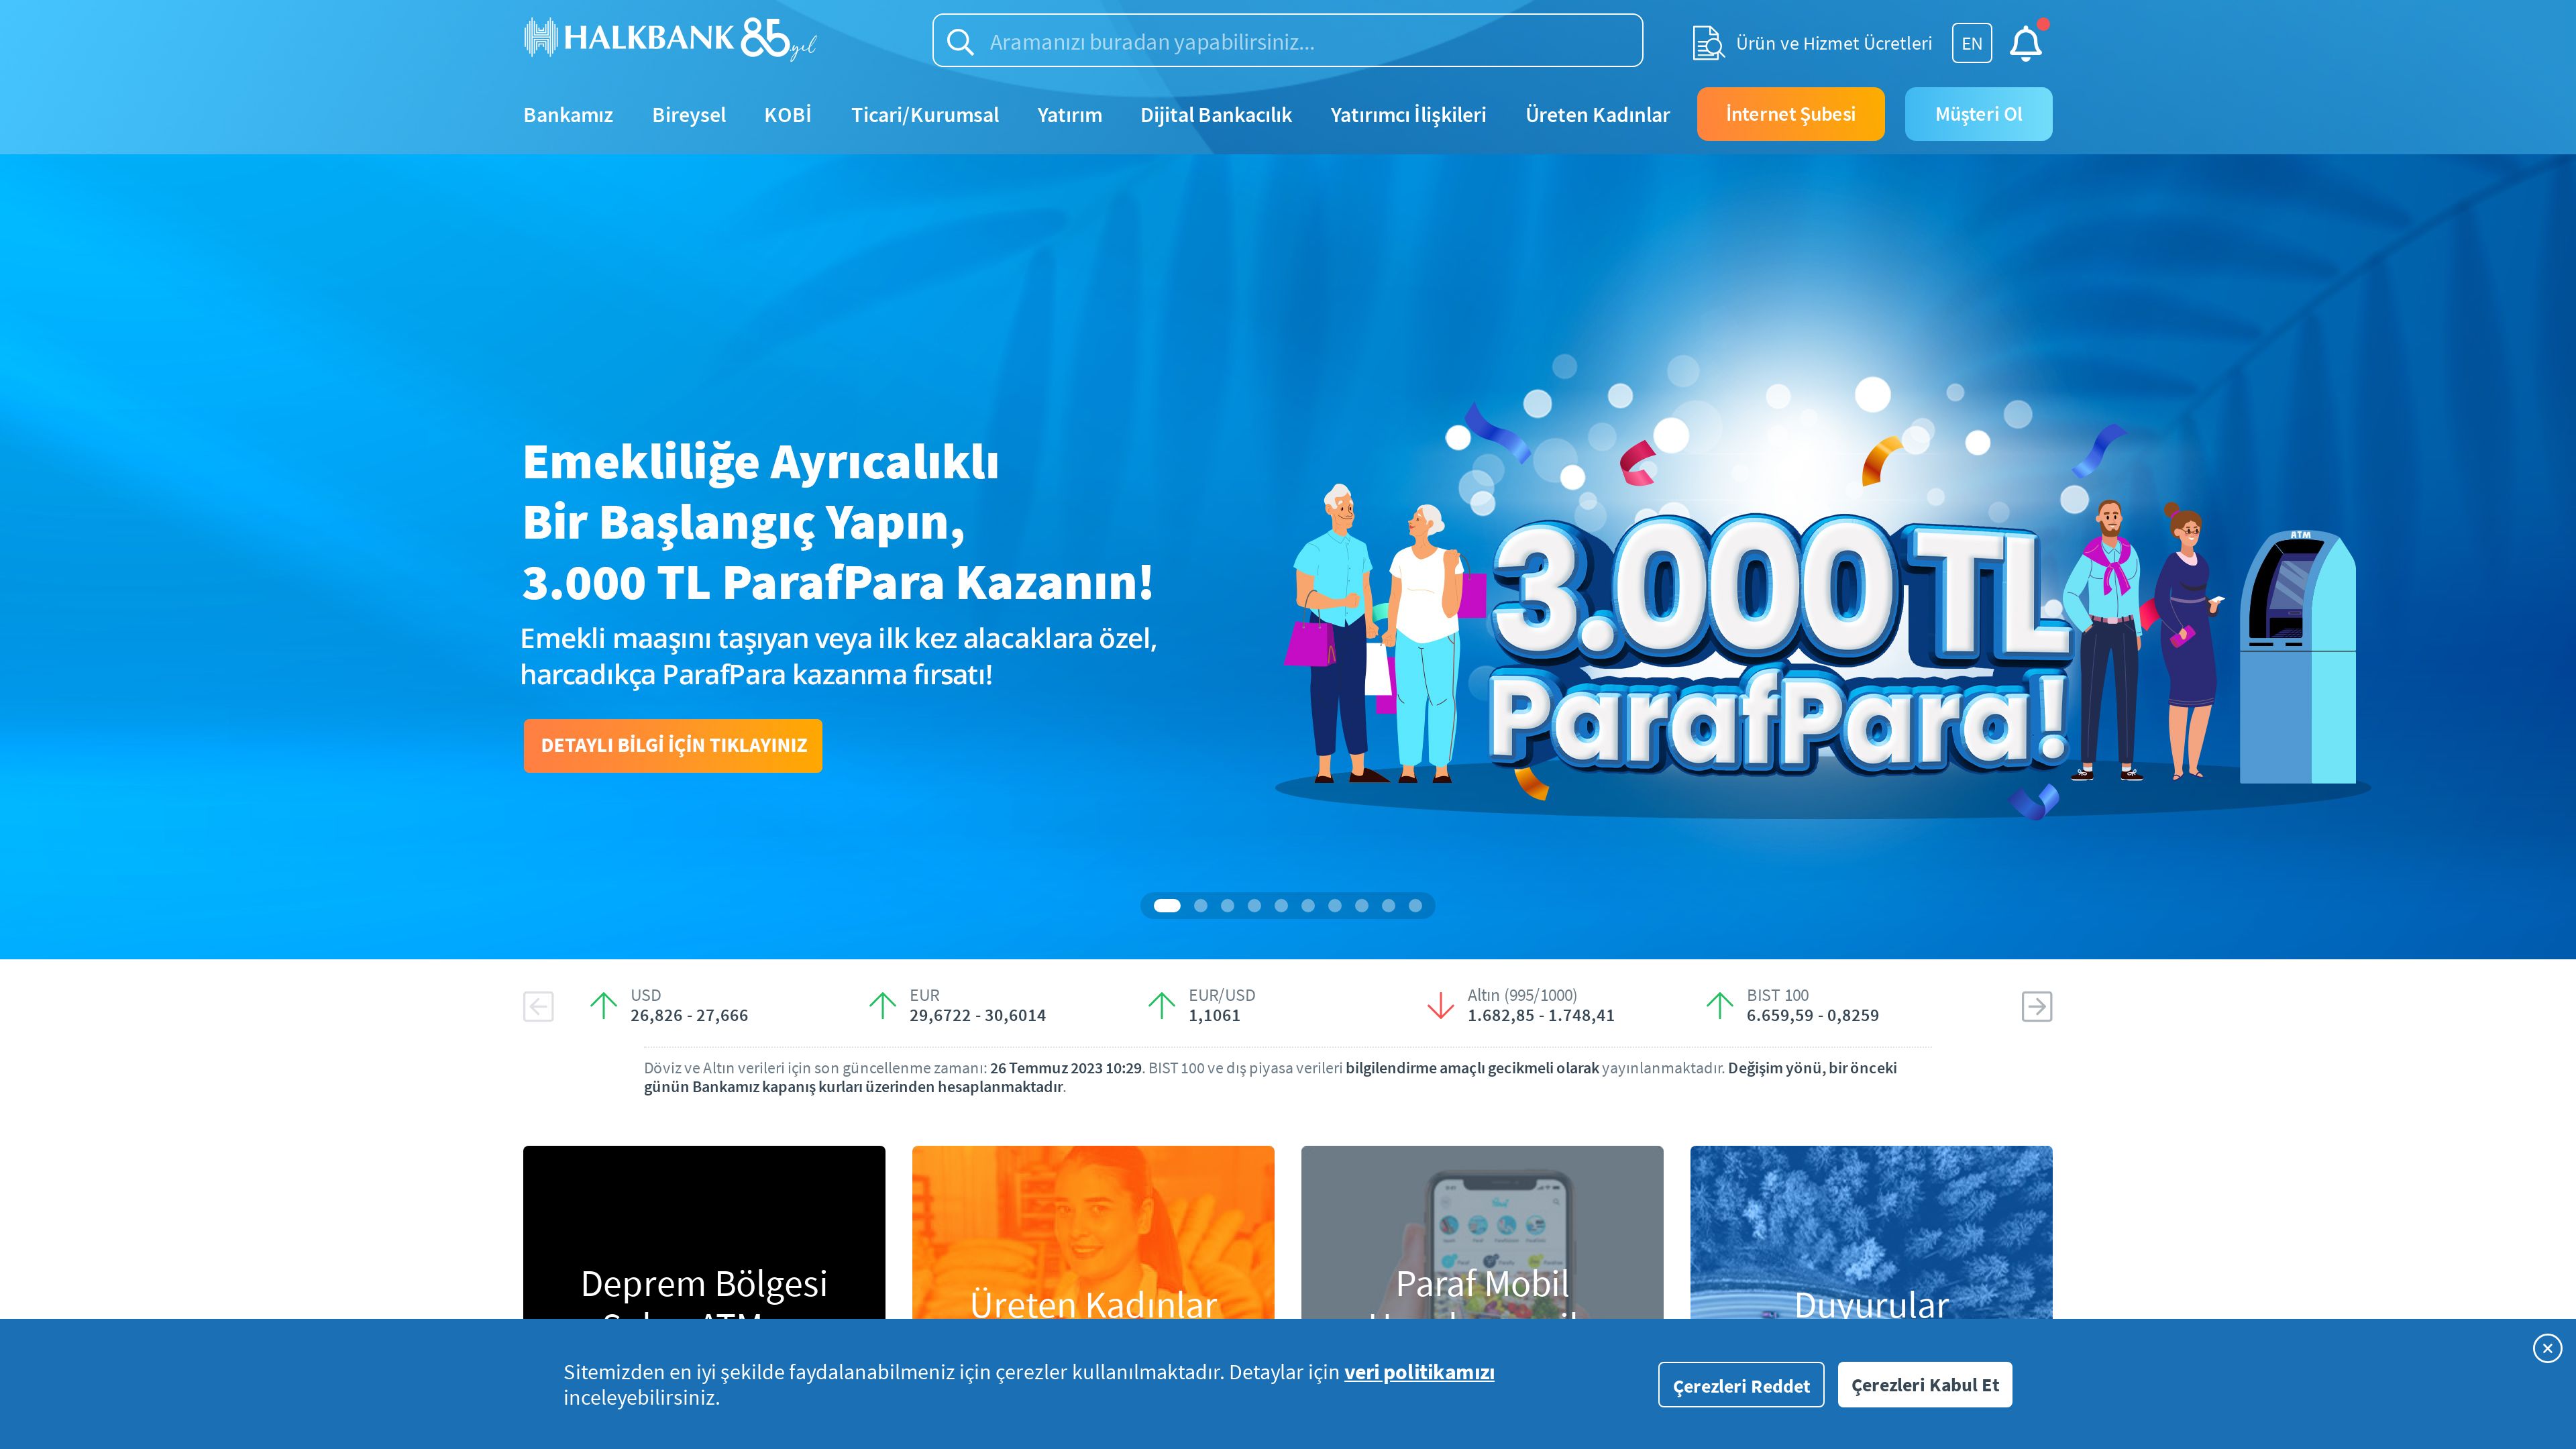 HALKBANK 85 yıl
Aramanızı buradan yapabilirsiniz...
Ürün ve Hizmet Ücretleri
EN
Bankamız
Bireysel
KOBİ
Ticari/Kurumsal
Yatırım
Dijital Bankacılık
Yatırımcı İlişkileri
Üreten Kadınlar
İnternet Şubesi
Müşteri Ol
Emekliliğe Ayrıcalıklı
Bir Başlangıç Yapın,
3.000 TL ParafPara Kazanın!
Emekli maaşını taşıyan veya ilk kez alacaklara özel,
harcadıkça ParafPara kazanma fırsatı!
DETAYLI BİLGİ İÇİN TIKLAYINIZ
3.000 TL
ParafPara!
ATM
USD
26,826 - 27,666
EUR
29,6722 - 30,6014
EUR/USD
1,1061
Altın (995/1000)
1.682,85 - 1.748,41
BIST 100
6.659,59 - 0,8259
Döviz ve Altın verileri için son güncellenme zamanı: 26 Temmuz 2023 10:29. BIST 100 ve dış piyasa verileri bilgilendirme amaçlı gecikmeli olarak yayınlanmaktadır. Değişim yönü, bir önceki
günün Bankamız kapanış kurları üzerinden hesaplanmaktadır.
Deprem Bölgesi
Üreten Kadınlar
Paraf Mobil
Duyurular
Sitemizden en iyi şekilde faydalanabilmeniz için çerezler kullanılmaktadır. Detaylar için veri politikamızı
inceleyebilirsiniz.
Çerezleri Reddet
Çerezleri Kabul Et